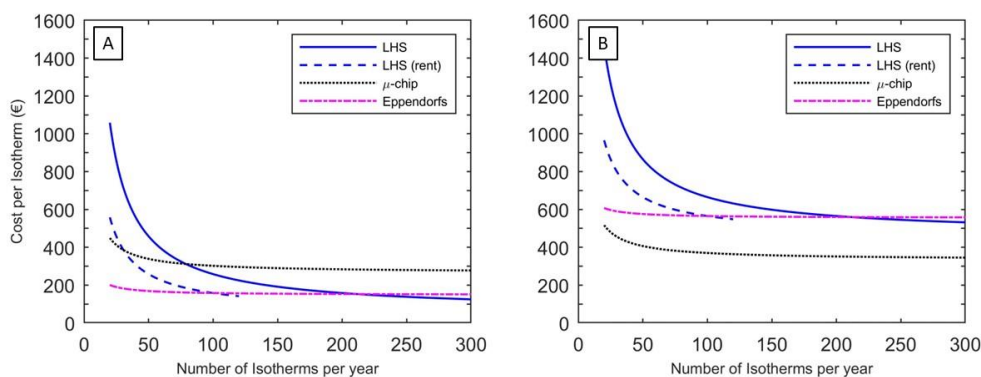 A
1600
1400
1200
1000
800
600
400
200
0
Cost per Isotherm (€)
LHS
LHS (rent)
μ-chip
Eppendorfs
0 50 100 150 200 250 300
Number of Isotherms per year
B
1600
1400
1200
1000
800
600
400
200
0
LHS
LHS (rent)
μ-chip
Eppendorfs
0 50 100 150 200 250 300
Number of Isotherms per year